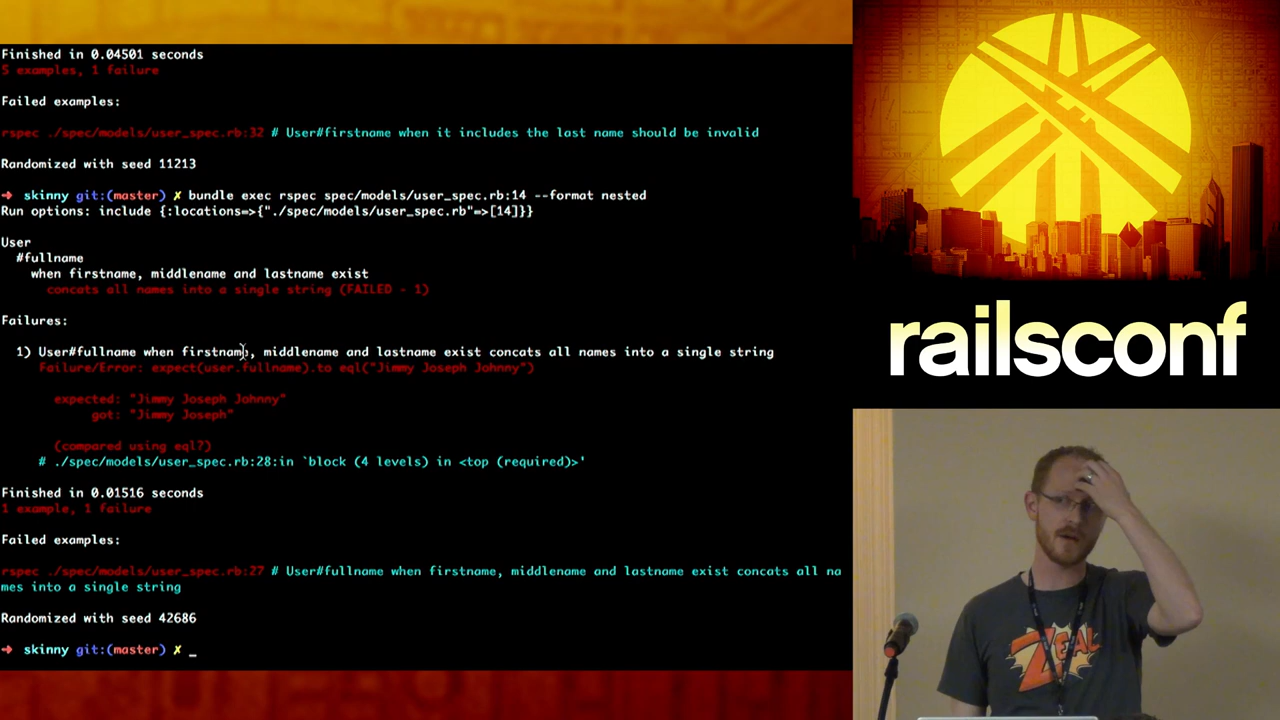 Finished in 0.04501 seconds
5 examples, 1 failure
Failed examples:
rspec ./spec/models/user_spec.rb:32 # User#firstname when it includes the last name should be invalid
Randomized with seed 11213
➜ skinny git:(master) ✗ bundle exec rspec spec/models/user_spec.rb:14 --format nested
Run options: include {:locations=>{"./spec/models/user_spec.rb"=>[14]}}
User
#fullname
when firstname, middlename and lastname exist
concats all names into a single string (FAILED - 1)
Failures:
1) User#fullname when firstname, middlename and lastname exist concats all names into a single string
Failure/Error: expect(user.fullname).to eql("Jimmy Joseph Johnny")
expected: "Jimmy Joseph Johnny"
got: "Jimmy Joseph"
(compared using eql?)
# ./spec/models/user_spec.rb:28:in `block (4 levels) in <top (required)>'
Finished in 0.01516 seconds
1 example, 1 failure
Failed examples:
rspec ./spec/models/user_spec.rb:27 # User#fullname when firstname, middlename and lastname exist concats all na
mes into a single string
Randomized with seed 42686
➜ skinny git:(master) ✗ _
railsconf
ZEAL